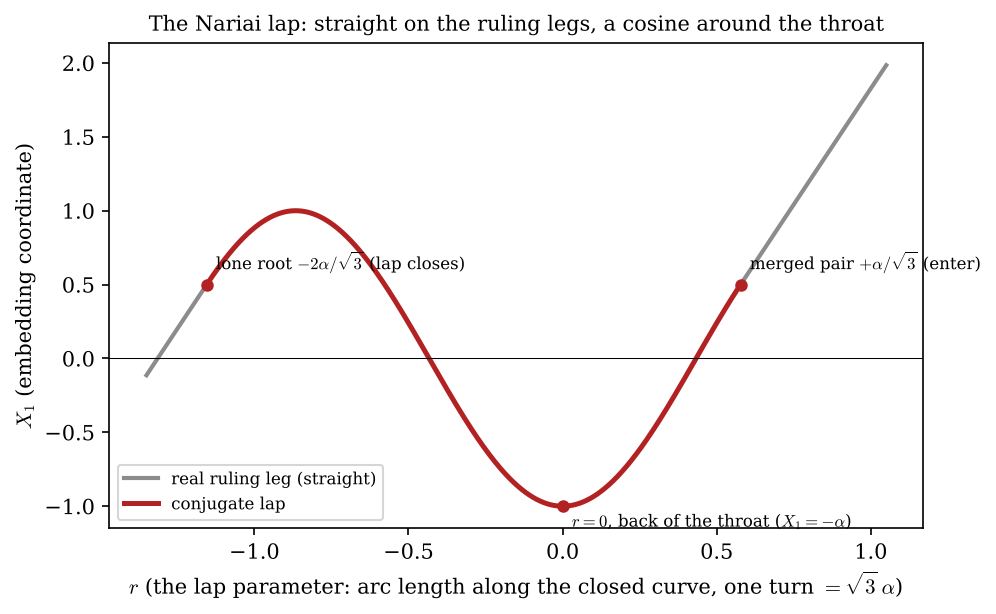 The Nariai lap: straight on the ruling legs, a cosine around the throat
X₁ (embedding coordinate)
2.0
1.5
1.0
0.5
0.0
−0.5
−1.0
lone root −2α/√3 (lap closes)
merged pair +α/√3 (enter)
r = 0, back of the throat (X₁ = −α)
real ruling leg (straight)
conjugate lap
−1.0 −0.5 0.0 0.5 1.0
r (the lap parameter: arc length along the closed curve, one turn = √3 α)